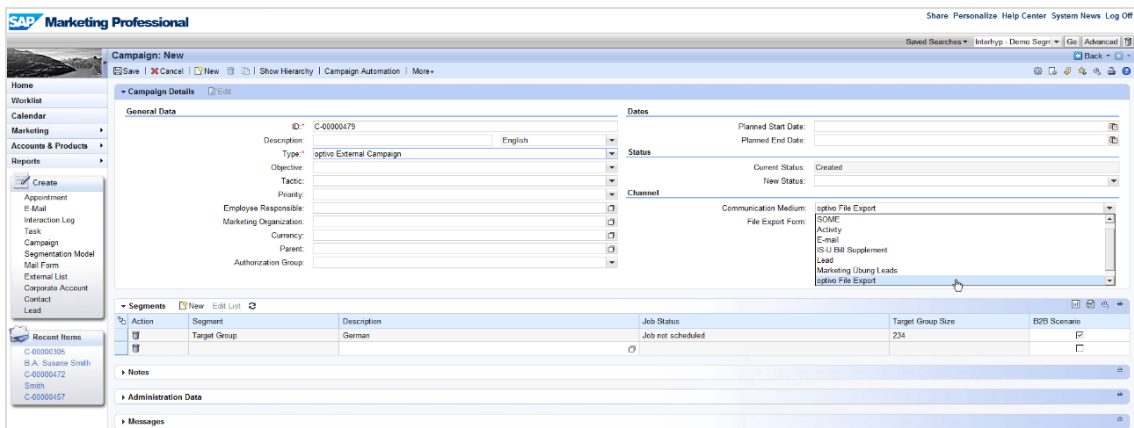 SAP Marketing Professional
Share Personalize Help Center System News Log Off
Saved Searches Interhyp - Demo Segm Go Advanced
Campaign: New
Back
Save Cancel New Show Hierarchy Campaign Automation More
Home
Worklist
Calendar
Marketing
Accounts & Products
Reports
Create
Appointment
E-Mail
Interaction Log
Task
Campaign
Segmentation Model
Mail Form
External List
Corporate Account
Contact
Lead
Recent Items
C-00000305
B.A. Susane Smith
C-00000472
Smith
C-00000457
Campaign Details Edit
General Data
ID:* C-00000479
Description: English
Type:* optivo External Campaign
Objective:
Tactic:
Priority:
Employee Responsible:
Marketing Organization:
Currency:
Parent:
Authorization Group:
Dates
Planned Start Date:
Planned End Date:
Status
Current Status: Created
New Status:
Channel
Communication Medium: optivo File Export
File Export Form: SOME
Activity
E-mail
IS-U Bill Supplement
Lead
Marketing Übung Leads
optivo File Export
Segments New Edit List
Action Segment Description Job Status Target Group Size B2B Scenario
Target Group German Job not scheduled 234
Notes
Administration Data
Messages